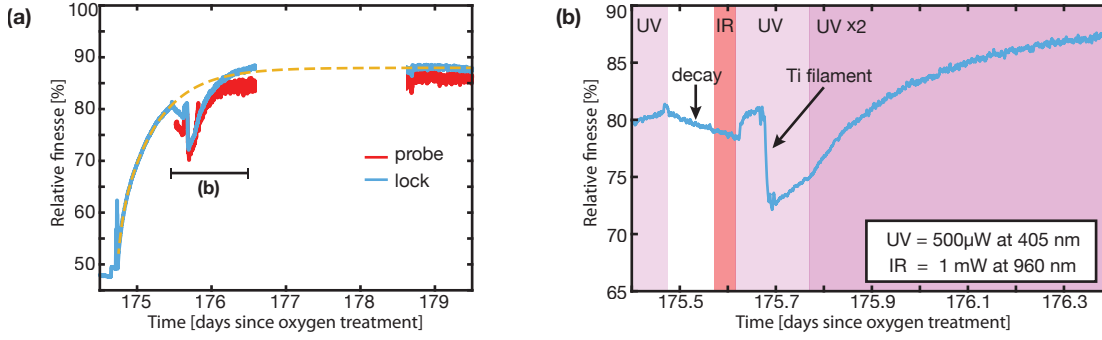 (a)
100
90
80
70
60
50
Relative finesse [%]
probe
lock
(b)
175
176
177
178
179
Time [days since oxygen treatment]
(b)
90
85
80
75
70
65
Relative finesse [%]
UV
IR
UV
UV x2
decay
Ti filament
UV = 500µW at 405 nm
IR = 1 mW at 960 nm
175.5
175.7
175.9
176.1
176.3
Time [days since oxygen treatment]